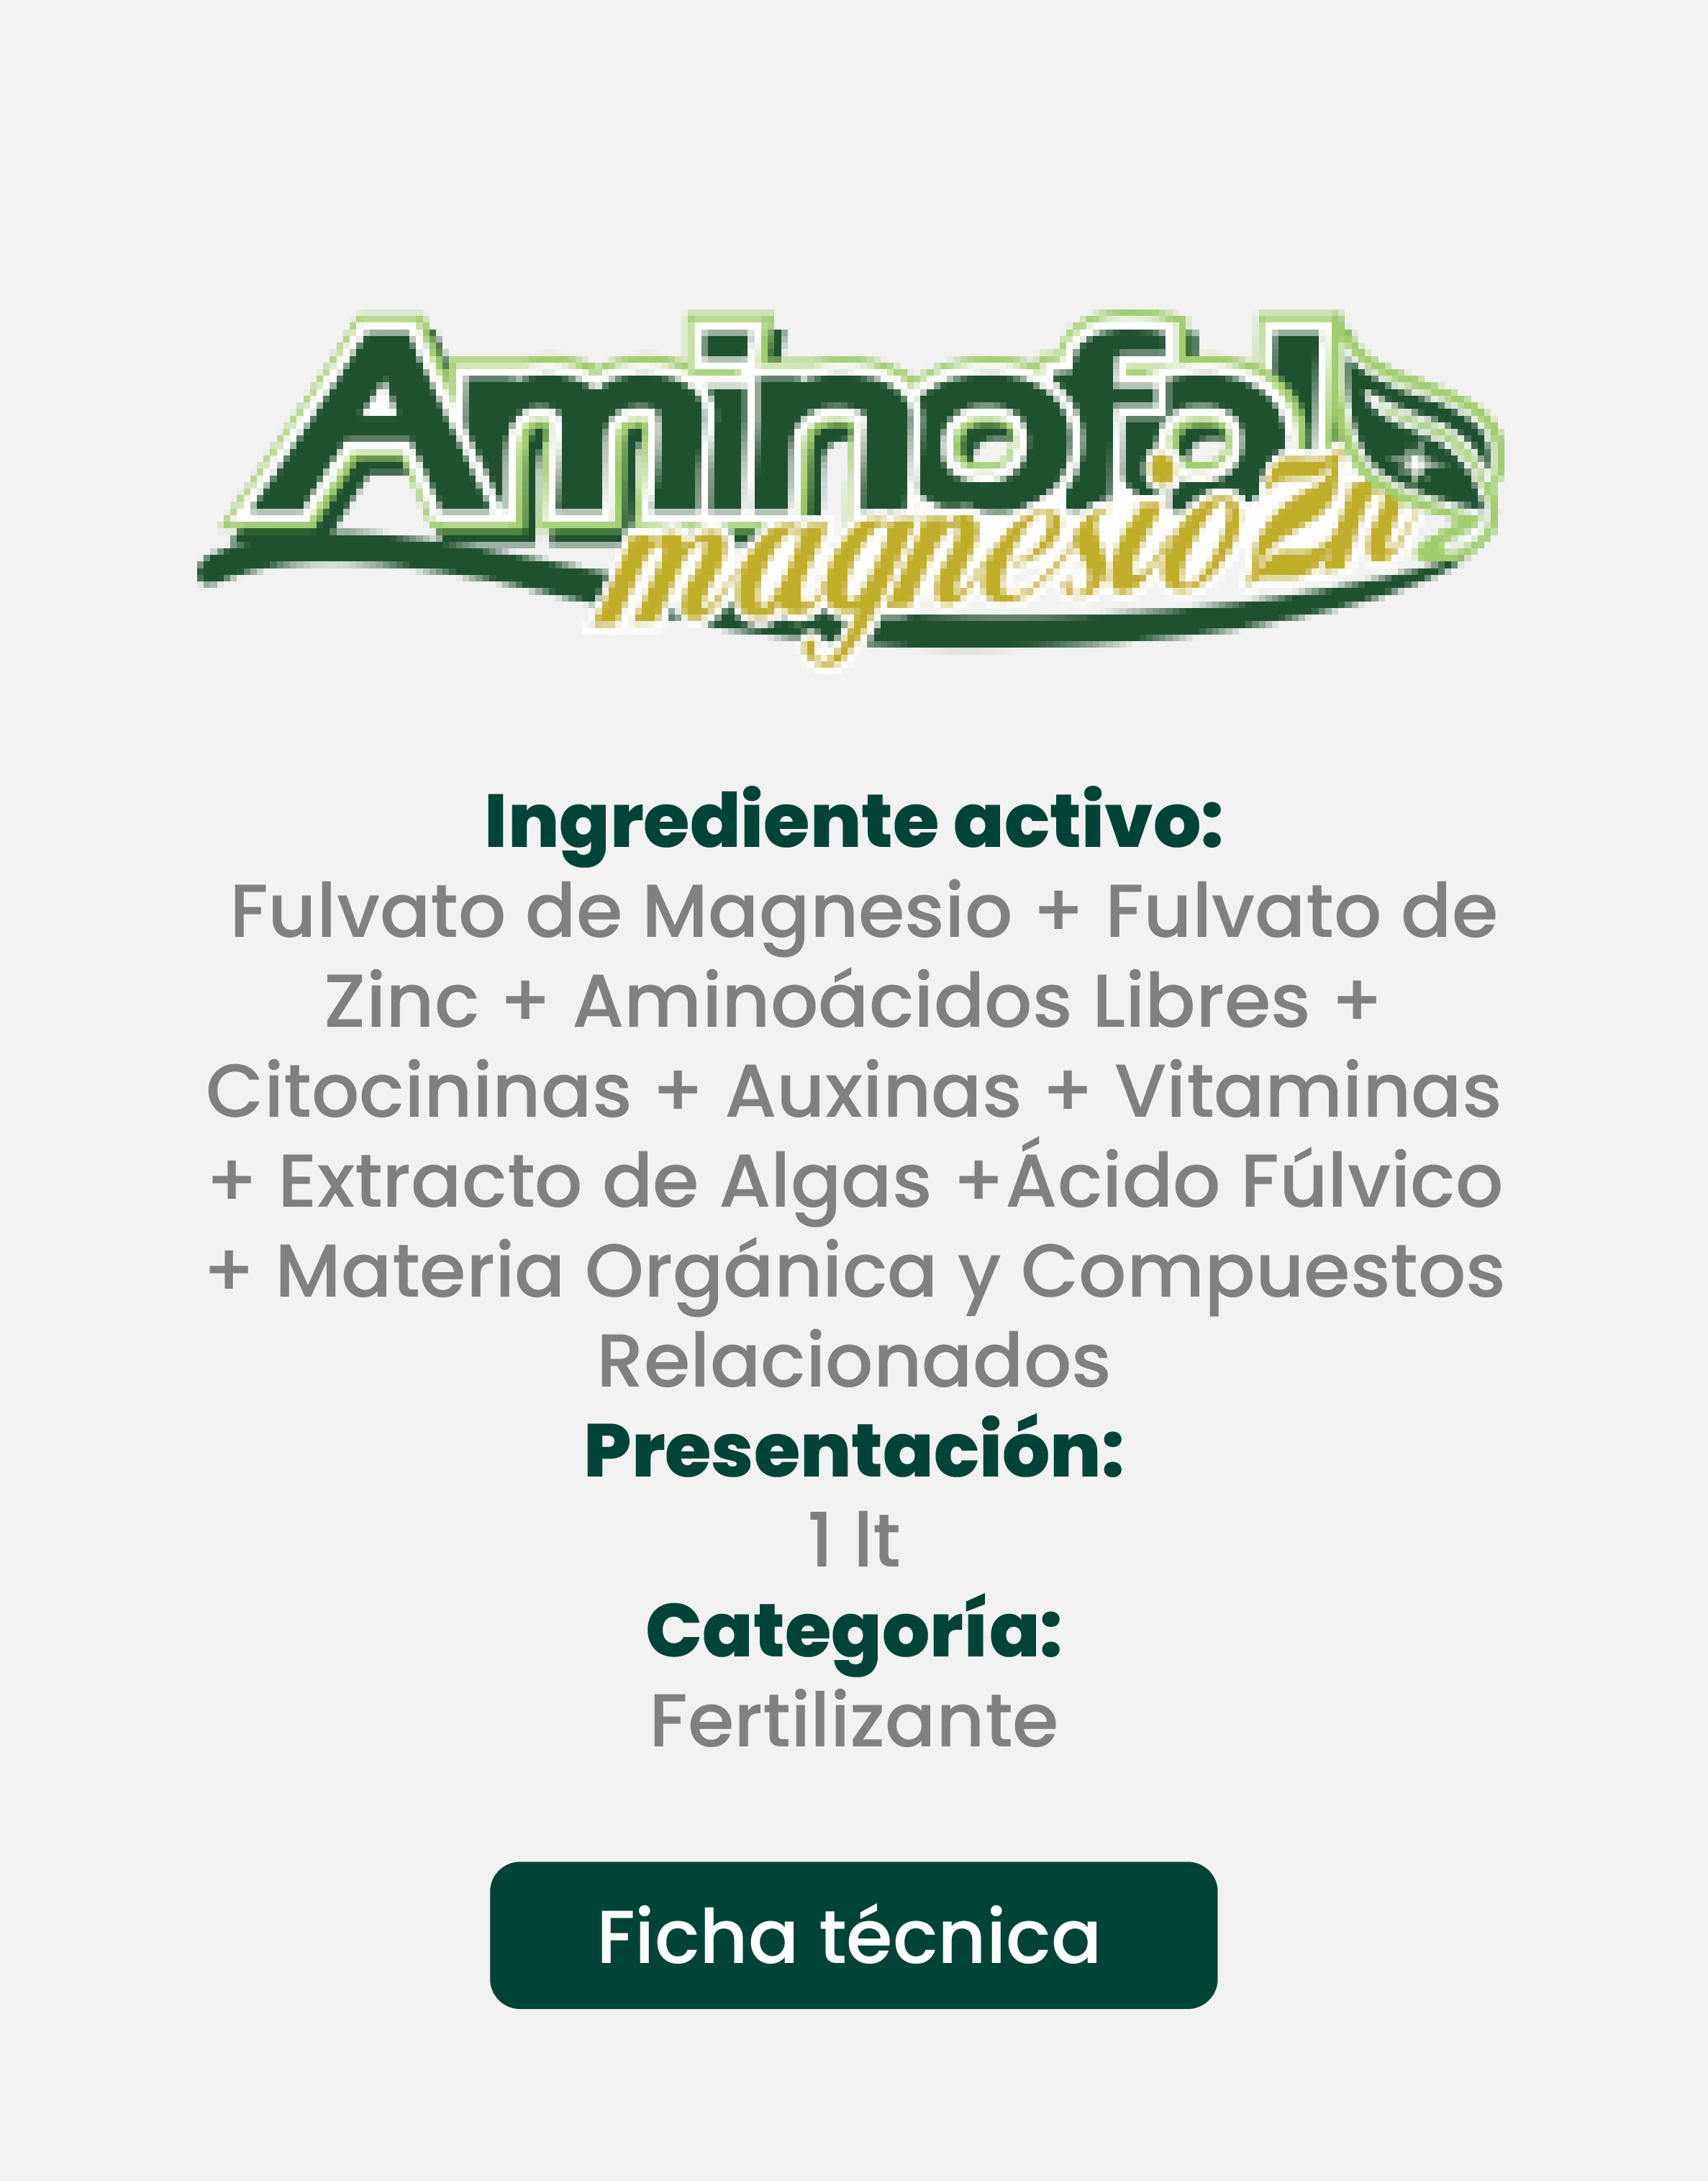 Aminofol
magnesio Zn
Ingrediente activo:
Fulvato de Magnesio + Fulvato de
Zinc + Aminoácidos Libres +
Citocininas + Auxinas + Vitaminas
+ Extracto de Algas +Ácido Fúlvico
+ Materia Orgánica y Compuestos
Relacionados
Presentación:
1 lt
Categoría:
Fertilizante
Ficha técnica